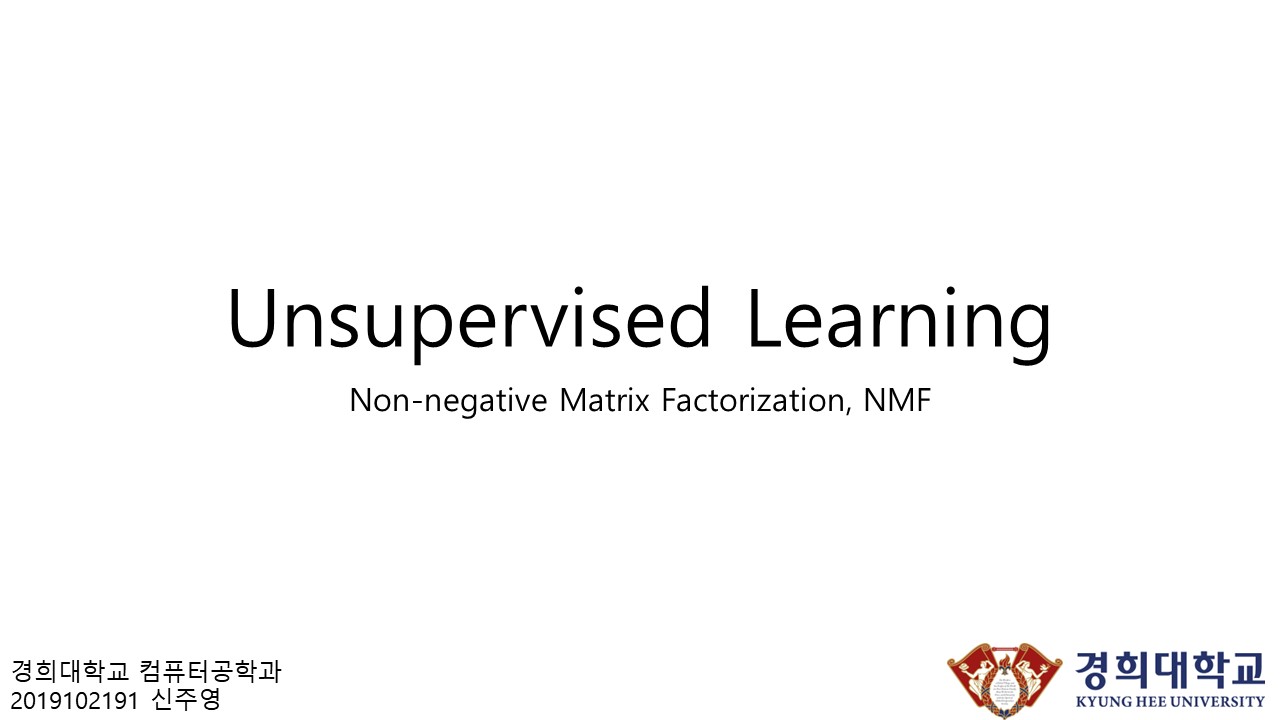 Unsupervised Learning
Non-negative Matrix Factorization, NMF
경희대학교 컴퓨터공학과
2019102191 신주영
경희대학교
KYUNG HEE UNIVERSITY